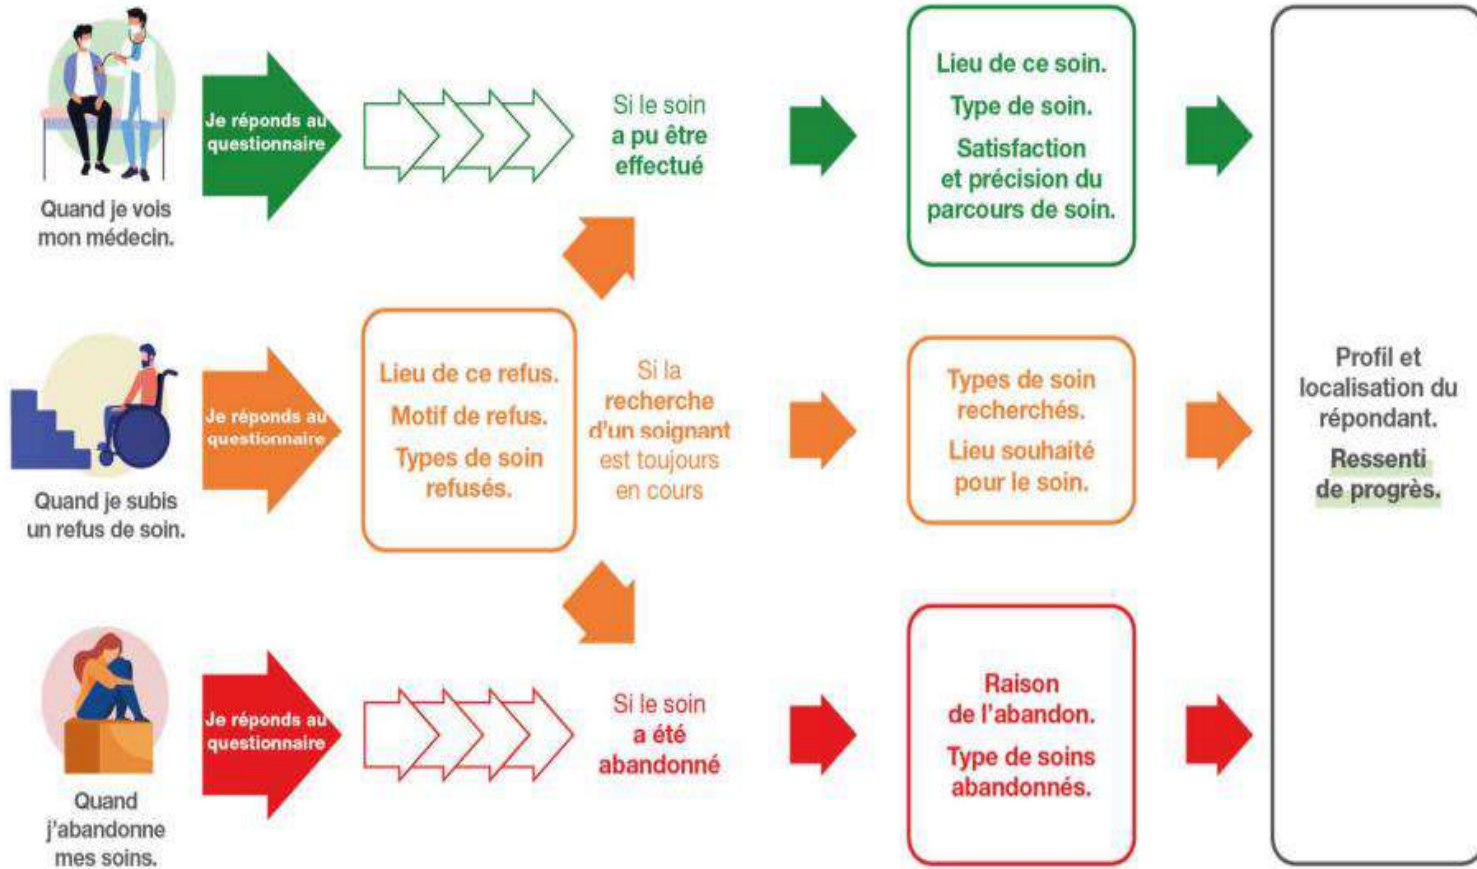 Quand je vois
mon médecin.
Je réponds au
questionnaire
Si le soin
a pu être
effectué
Lieu de ce soin.
Type de soin.
Satisfaction
et précision du
parcours de soin.
Quand je subis
un refus de soin.
Je réponds au
questionnaire
Lieu de ce refus.
Motif de refus.
Types de soin
refusés.
Si la
recherche
d'un soignant
est toujours
en cours
Types de soin
recherchés.
Lieu souhaité
pour le soin.
Quand
j'abandonne
mes soins.
Je réponds au
questionnaire
Si le soin
a été
abandonné
Raison
de l'abandon.
Type de soins
abandonnés.
Profil et
localisation du
répondant.
Ressenti
de progrès.